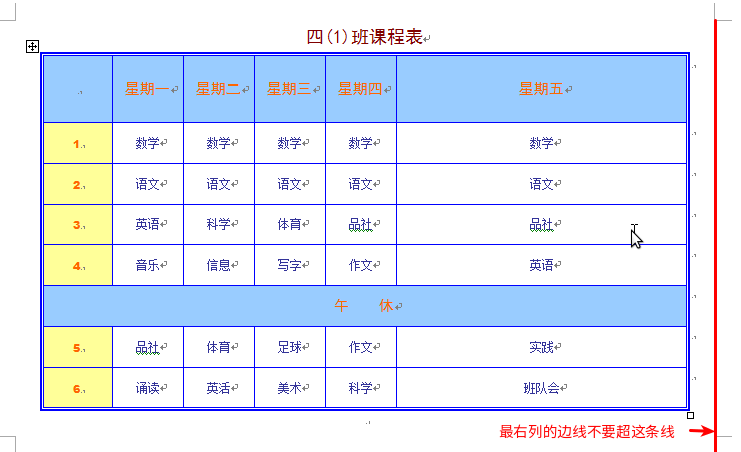 四(1)班课程表
星期一 星期二 星期三 星期四 星期五
1 数学 数学 数学 数学 数学
2 语文 语文 语文 语文 语文
3 英语 科学 体育 品社 品社
4 音乐 信息 写字 作文 英语
午 休
5 品社 体育 足球 作文 实践
6 诵读 英活 美术 科学 班队会
最右列的边线不要超这条线